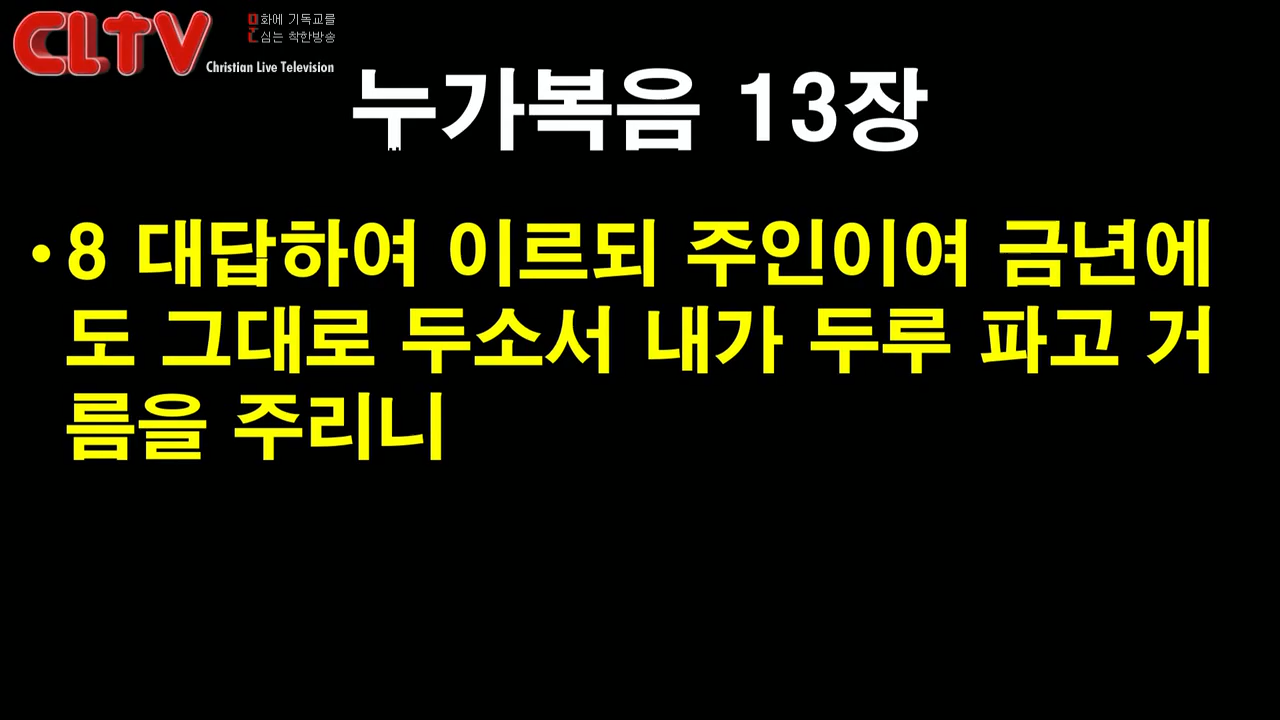 CLTV
문화에 기독교를
심는 착한방송
Christian Live Television
누가복음 13장
• 8 대답하여 이르되 주인이여 금년에
도 그대로 두소서 내가 두루 파고 거
름을 주리니